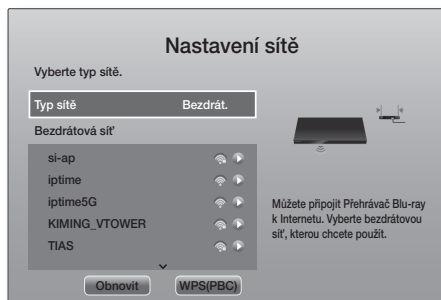 Nastavení sítě
Vyberte typ sítě.
Typ sítě Bezdrát.
Bezdrátová síť
si-ap
iptime
iptime5G
KIMING_VTOWER
TIAS
Můžete připojit Přehrávač Blu-ray
k Internetu. Vyberte bezdrátovou
síť, kterou chcete použít.
Obnovit WPS(PBC)